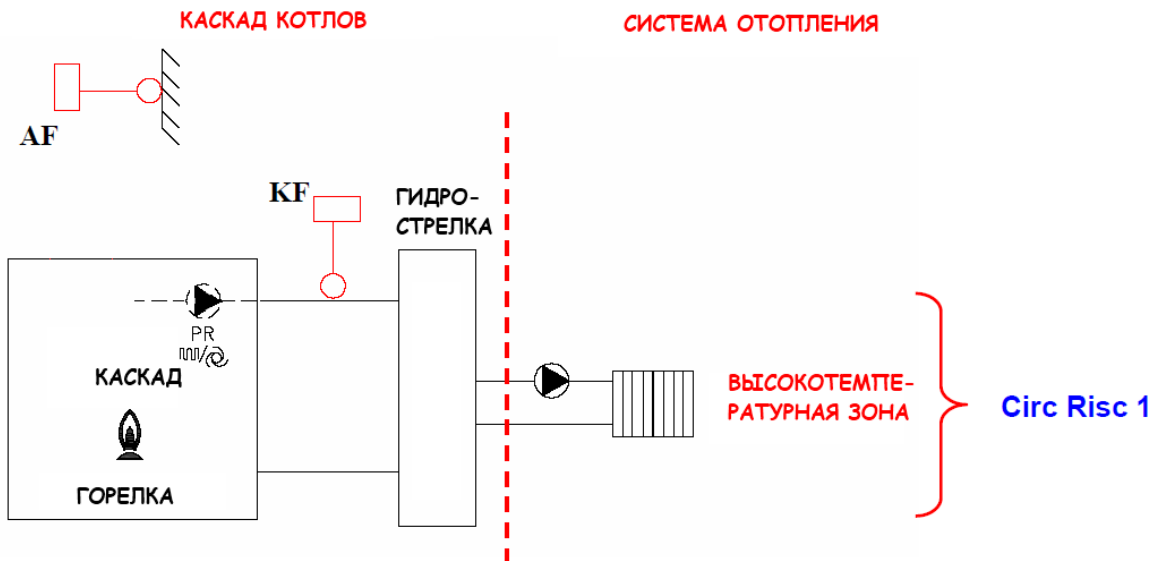 КАСКАД КОТЛОВ
СИСТЕМА ОТОПЛЕНИЯ
AF
KF
ГИДРО-
СТРЕЛКА
PR
КАСКАД
ГОРЕЛКА
ВЫСОКОТЕМПЕ-
РАТУРНАЯ ЗОНА
Circ Risc 1